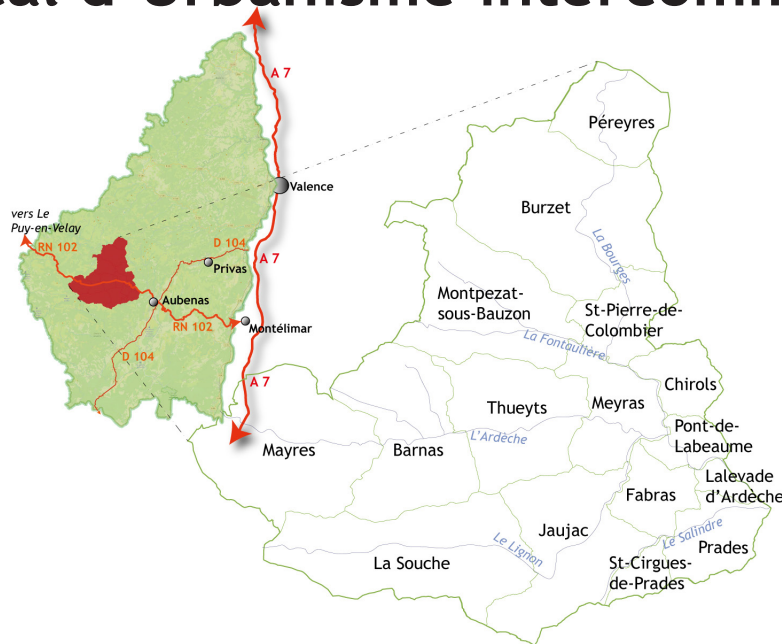 d'Urbanisme
A 7
Valence
vers Le
Puy-en-Velay
RN 102
D 104
A 7
Privas
Aubenas
RN 102
Montélimar
D 104
A 7
Péreyres
Burzet
La Bourges
Montpezat-
sous-Bauzon
St-Pierre-de-
Colombier
La Fontaulière
Chirols
Thueyts
Meyras
Pont-de-
Labeaume
L'Ardèche
Mayres
Barnas
Lalevade
d'Ardèche
Fabras
Jaujac
Le Salindre
Prades
Le Lignon
La Souche
St-Cirgues-
de-Prades